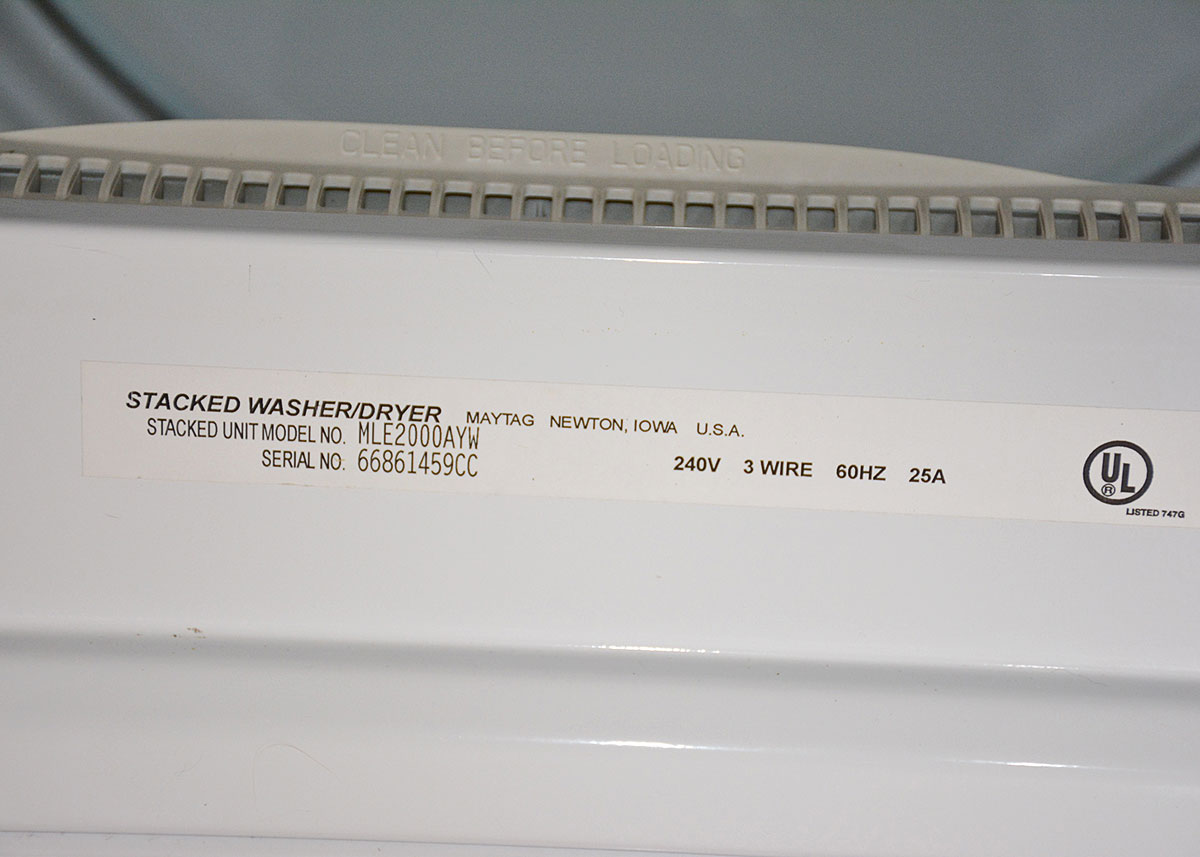 CLEAN BEFORE LOADING
STACKED WASHER/DRYER MAYTAG NEWTON, IOWA U.S.A.
STACKED UNIT MODEL NO. MLE2000AYW
SERIAL NO. 66861459CC
240V 3 WIRE 60HZ 25A
UL ®
LISTED 747G